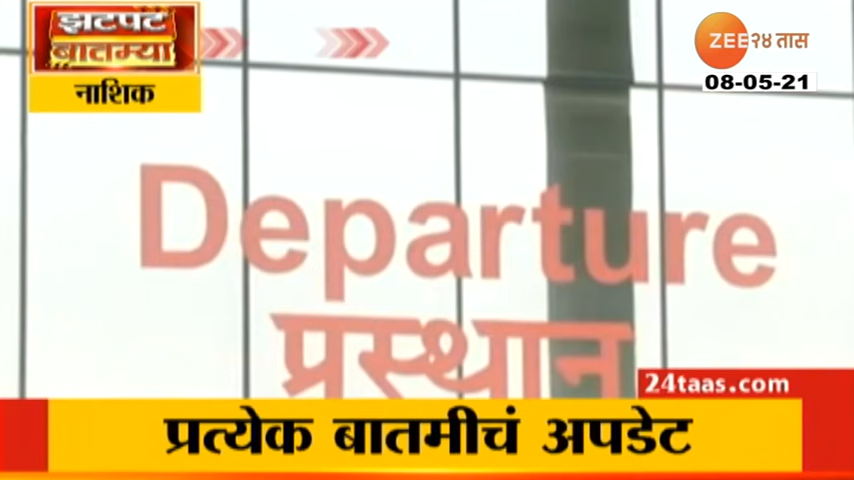 झटपट
बातम्या
नाशिक
ZEE २४ तास
08-05-21
Departure
प्रस्थान
24taas.com
प्रत्येक बातमीचं अपडेट